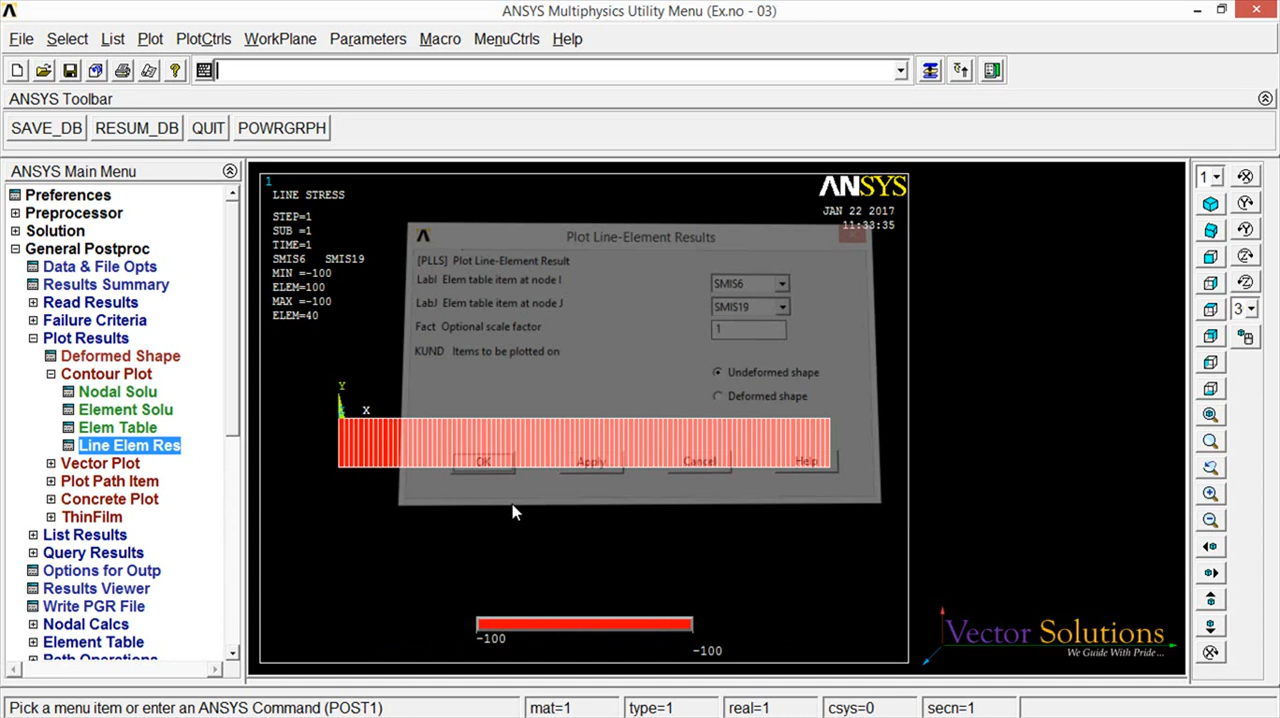 ANSYS Multiphysics Utility Menu (Ex.no - 03)
File Select List Plot PlotCtrls WorkPlane Parameters Macro MenuCtrls Help
ANSYS Toolbar
SAVE_DB RESUM_DB QUIT POWRGRPH
ANSYS Main Menu
Preferences
Preprocessor
Solution
General Postproc
Data & File Opts
Results Summary
Read Results
Failure Criteria
Plot Results
Deformed Shape
Contour Plot
Nodal Solu
Element Solu
Elem Table
Line Elem Res
Vector Plot
Plot Path Item
Concrete Plot
ThinFilm
List Results
Query Results
Options for Outp
Results Viewer
Write PGR File
Nodal Calcs
Element Table
Path Operations
1
LINE STRESS
STEP=1
SUB =1
TIME=1
SMIS6 SMIS19
MIN =-100
ELEM=100
MAX =-100
ELEM=40
ANSYS
JAN 22 2017
11:33:35
Plot Line-Element Results
[PLLS] Plot Line-Element Result
LabI Elem table item at node I
SMIS6
LabJ Elem table item at node J
SMIS19
Fact Optional scale factor
1
KUND Items to be plotted on
Undeformed shape
Deformed shape
OK Apply Cancel Help
Y
X
-100
-100
Vector Solutions
We Guide With Pride...
1
3
Pick a menu item or enter an ANSYS Command (POST1) mat=1 type=1 real=1 csys=0 secn=1